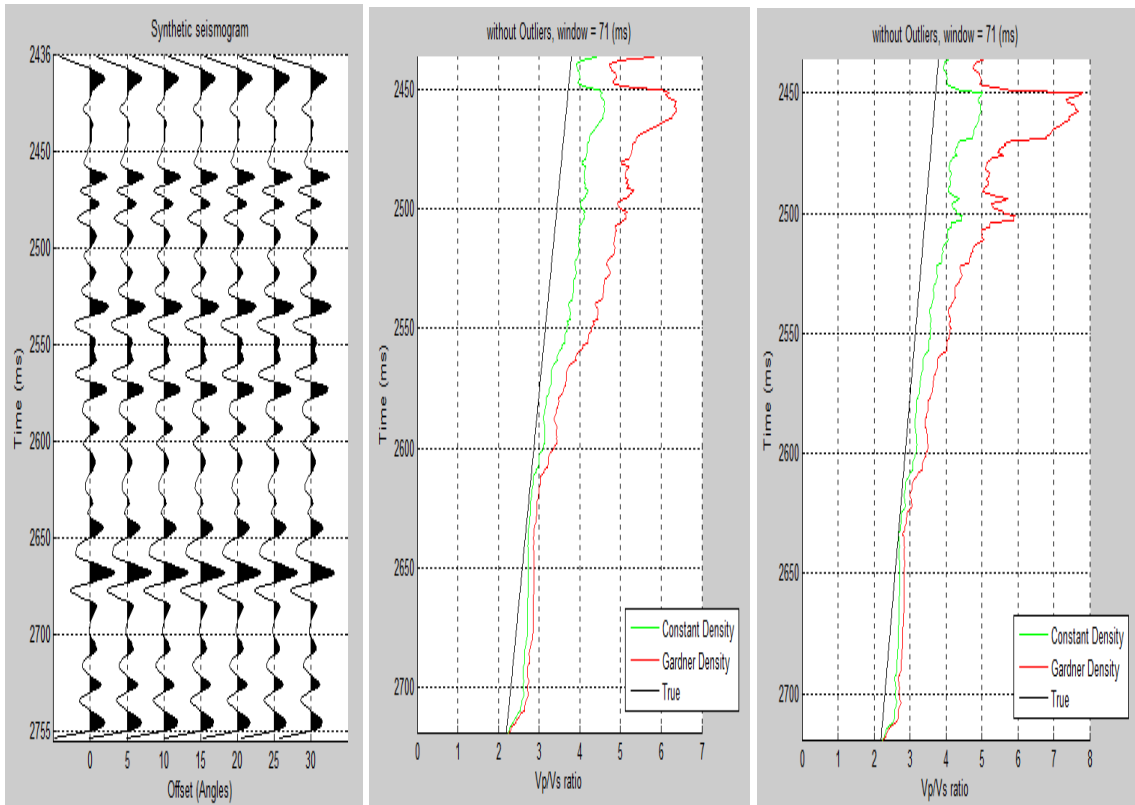 Synthetic seismogram
2436
2450
2500
2550
2600
2650
2700
2755
Time (ms)
0 5 10 15 20 25 30
Offset (Angles)
without Outliers, window = 71 (ms)
2450
2500
2550
2600
2650
2700
Time (ms)
Constant Density
Gardner Density
True
0 1 2 3 4 5 6 7
Vp/Vs ratio
without Outliers, window = 71 (ms)
2450
2500
2550
2600
2650
2700
Time (ms)
Constant Density
Gardner Density
True
0 1 2 3 4 5 6 7 8
Vp/Vs ratio